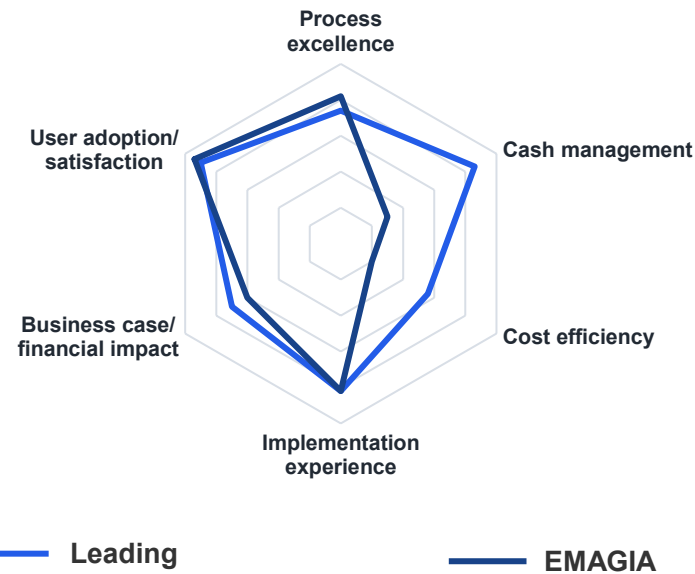 Process
excellence
User adoption/
satisfaction
Cash management
Business case/
financial impact
Cost efficiency
Implementation
experience
Leading
EMAGIA